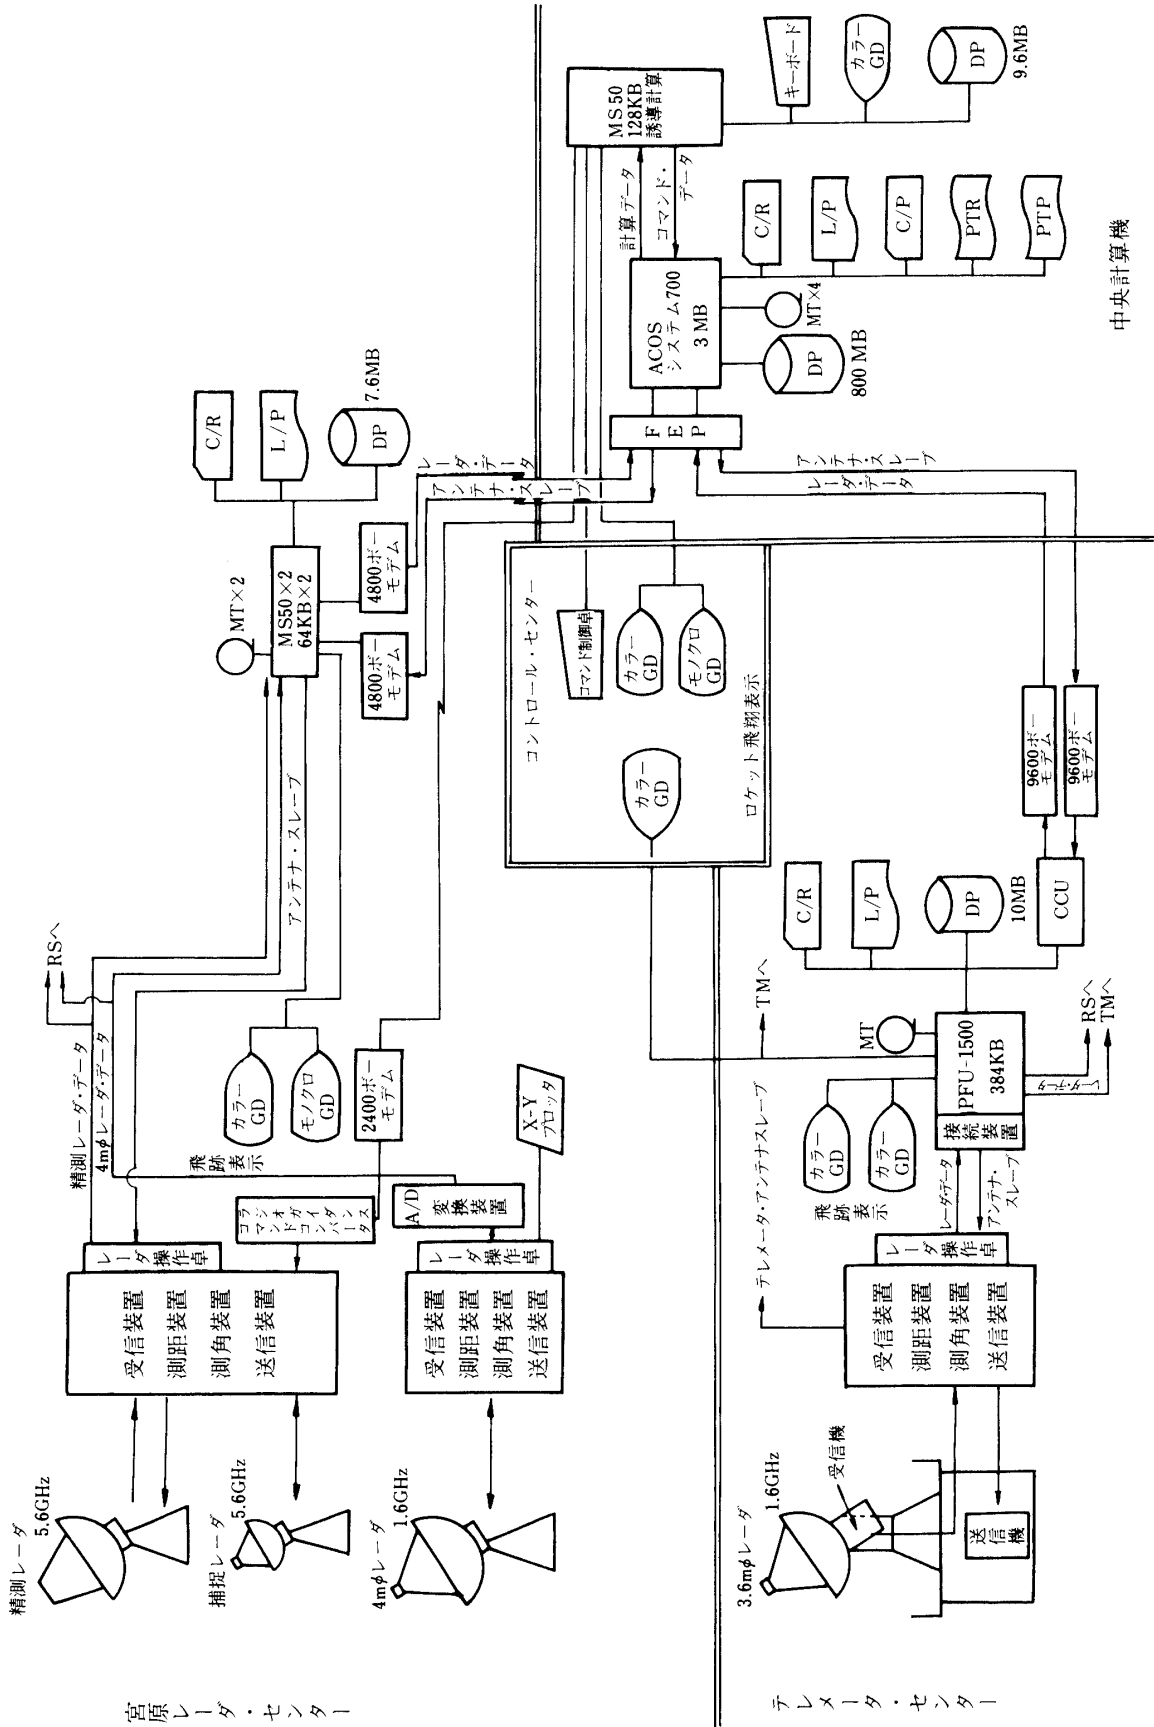 宮原レーダ・センター
精測レーダ
5.6GHz
捕捉レーダ
5.6GHz
4mφレーダ
1.6GHz
受信装置
測距装置
測角装置
送信装置
レーダ操作卓
精測レーダ・データ
4mφレーダ・データ
RSへ
アンテナ・スレーブ
ラジオガイダンス
コマンドコンバータ
受信装置
測距装置
測角装置
送信装置
レーダ操作卓
A/D
変換装置
飛跡表示
カラー
GD
モノクロ
GD
2400ボー
モデム
X-Y
プロッタ
MT×2
MS50×2
64KB×2
C/R
L/P
DP
7.6MB
4800ボー
モデム
4800ボー
モデム
レーダ・データ
アンテナ・スレーブ
コントロール・センター
コマンド制御卓
カラー
GD
モノクロ
GD
カラー
GD
ロケット飛翔表示
テレメータ・センター
3.6mφレーダ
1.6GHz
受信機
送信機
受信装置
測距装置
測角装置
送信装置
レーダ操作卓
テレメータ・アンテナスレーブ
レーダ・データ
アンテナ・
スレーブ
飛跡表示
カラー
GD
カラー
GD
接続装置
PFU-1500
384KB
MT
TMへ
レーダ・データ
RSへ
TMへ
C/R
L/P
DP
10MB
CCU
9600ボー
モデム
9600ボー
モデム
レーダ・データ
アンテナ・スレーブ
中央計算機
FEP
ACOS
システム700
3 MB
DP
800 MB
MT×4
C/R
L/P
C/P
PTR
PTP
計算データ
コマンド・
データ
MS50
128KB
誘導計算
キーボード
カラー
GD
DP
9.6MB